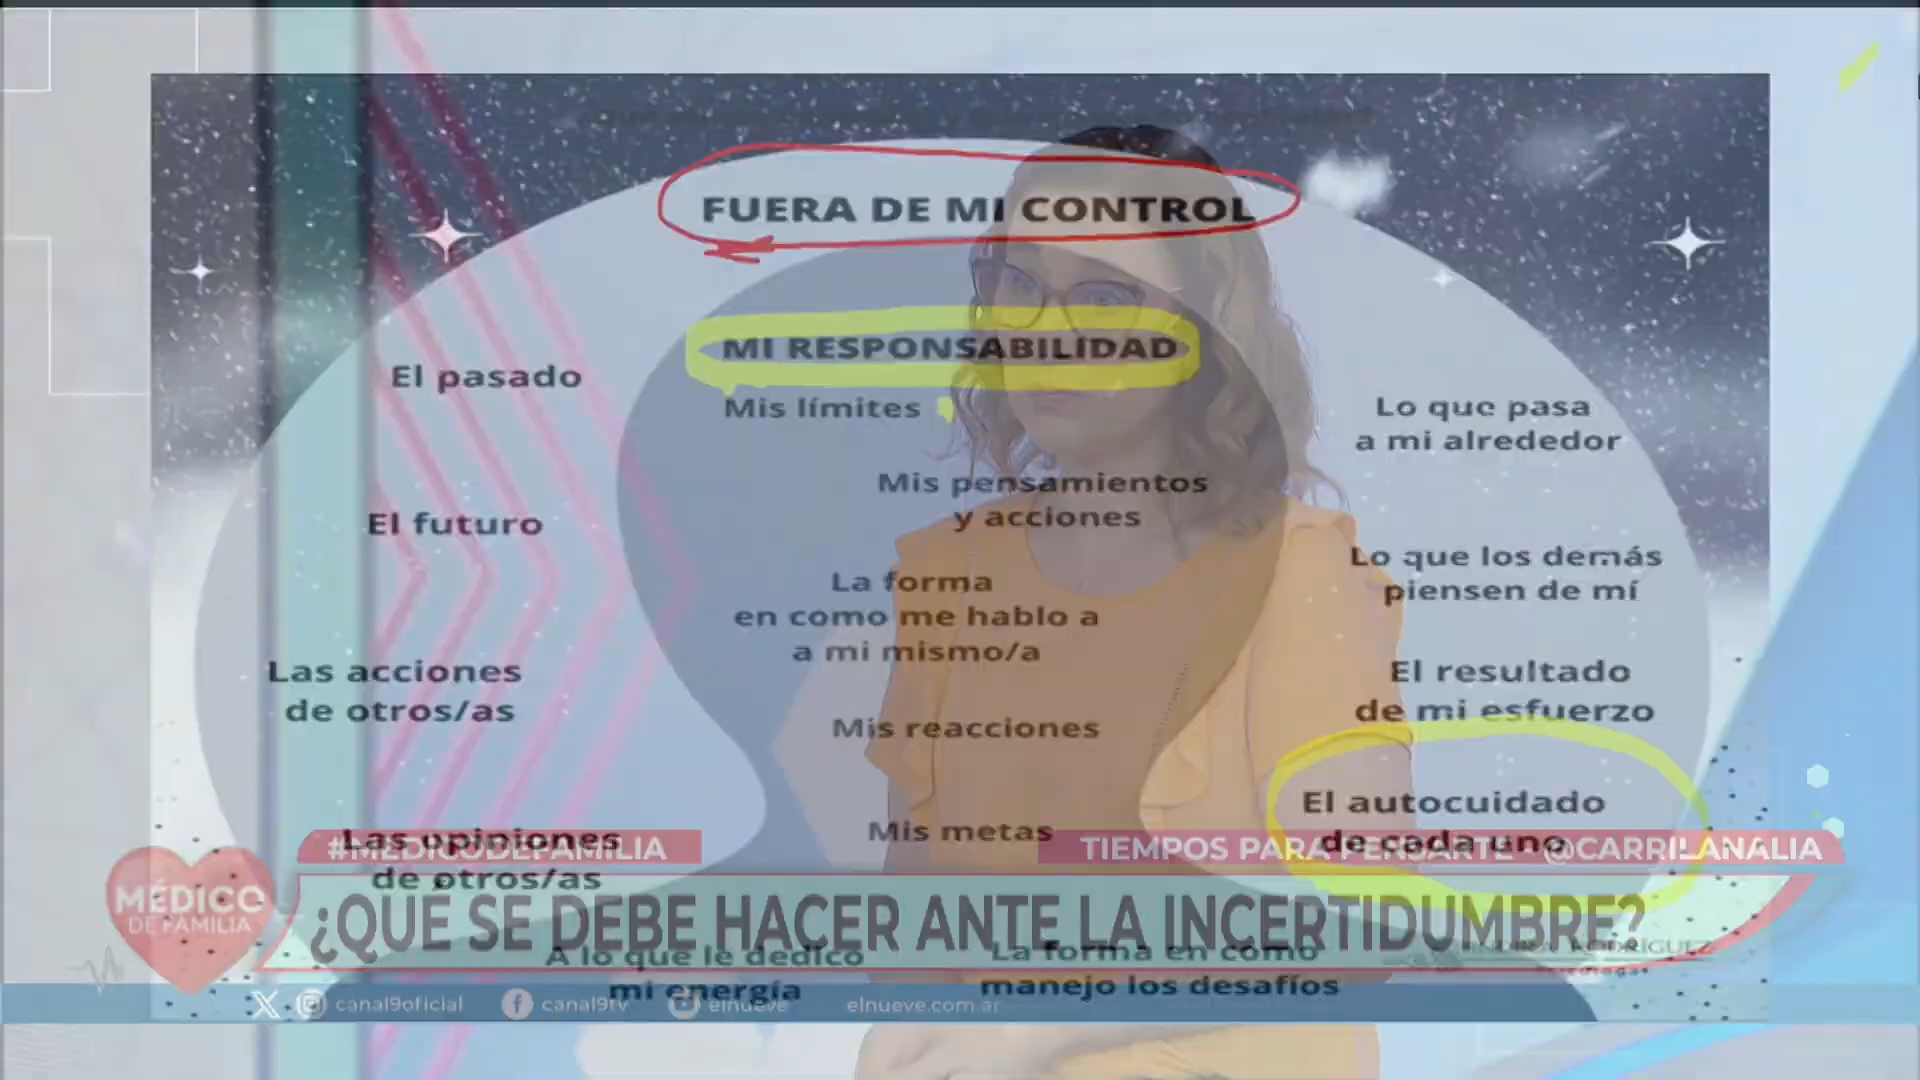 FUERA DE MI CONTROL
MI RESPONSABILIDAD
El pasado
Mis límites
Lo que pasa
a mi alrededor
Mis pensamientos
y acciones
El futuro
Lo que los demás
piensen de mí
La forma
en como me hablo a
a mi mismo/a
Las acciones
de otros/as
El resultado
de mi esfuerzo
Mis reacciones
El autocuidado
de cada uno
Mis metas
Las opiniones
de otros/as
#MEDICODEFAMILIA
TIEMPOS PARA PENSARTE - @CARRILANALIA
MÉDICO
DE FAMILIA
¿QUÉ SE DEBE HACER ANTE LA INCERTIDUMBRE?
A lo que le dedico
mi energía
La forma en como
manejo los desafíos
RODRÍGUEZ
canal9oficial
canal9tv
elnueve
elnueve.com.ar